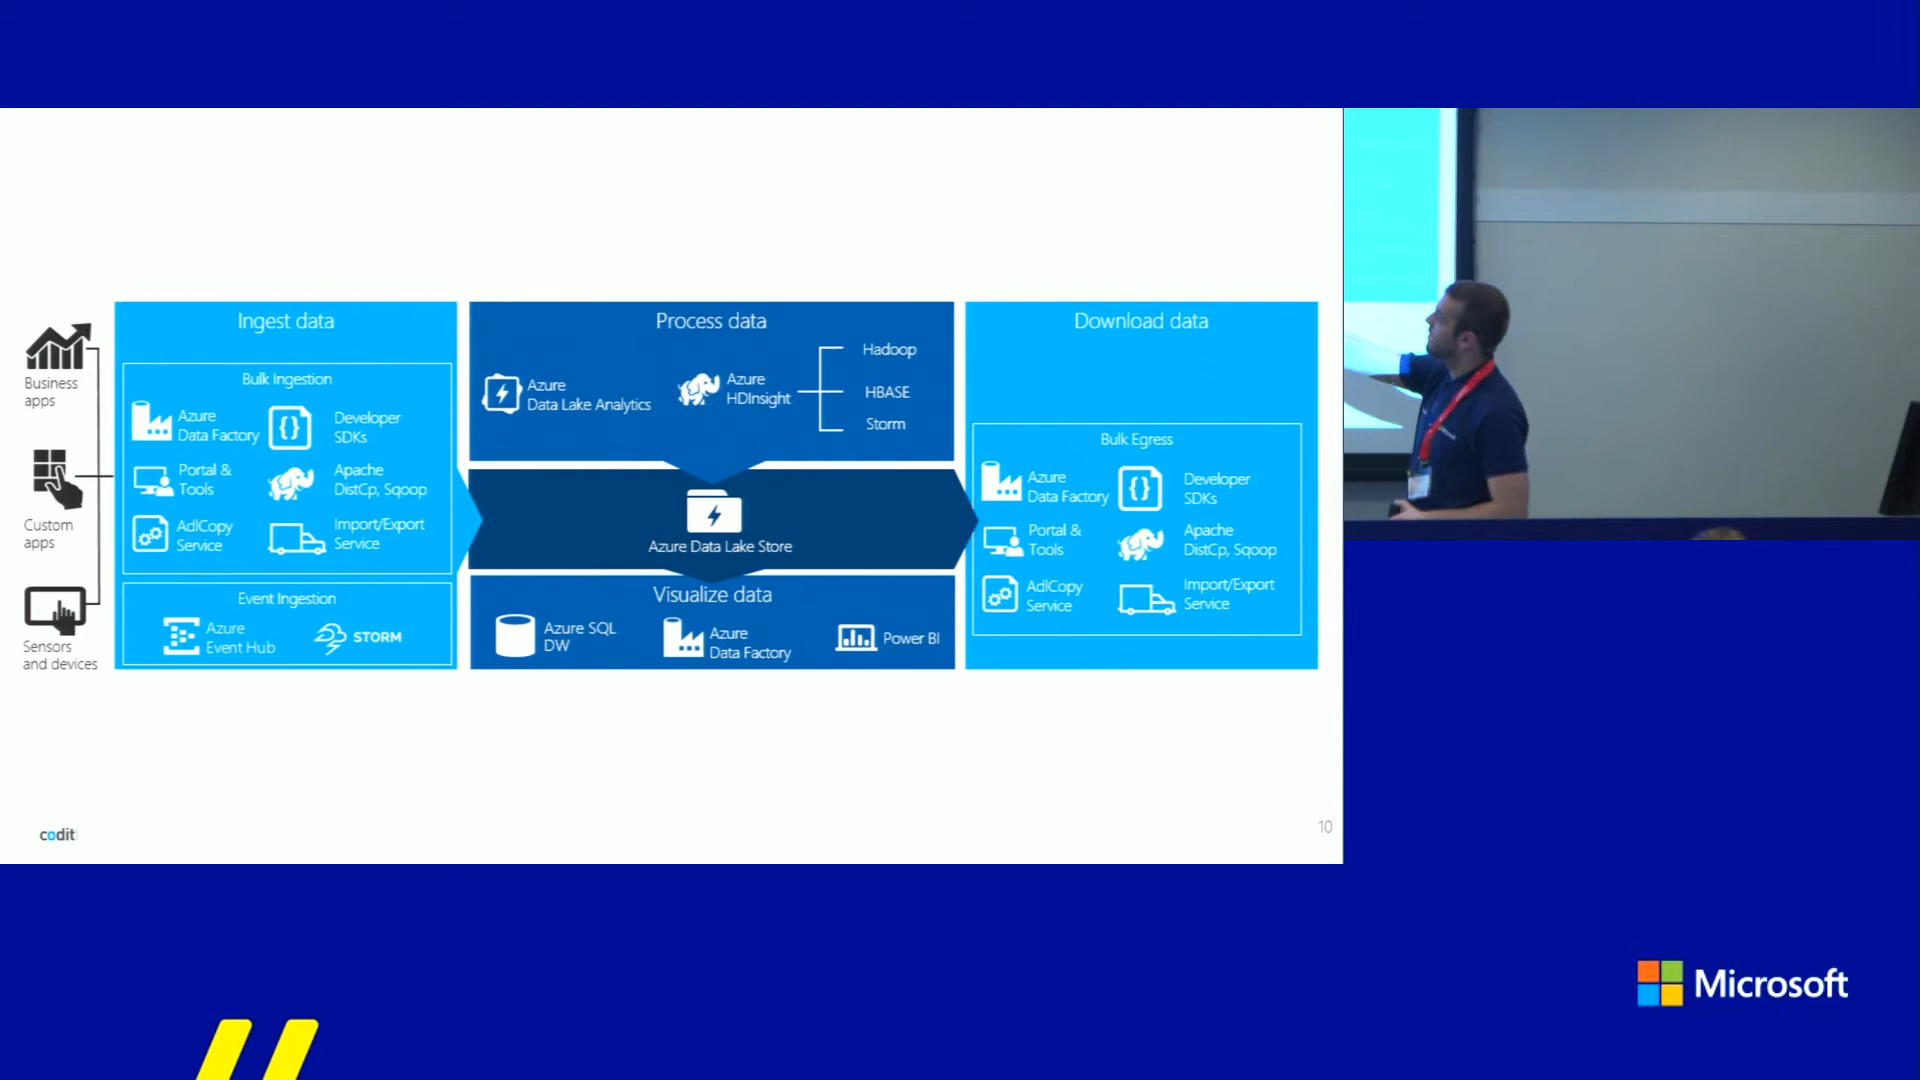 Business
apps
Custom
apps
Sensors
and devices
Ingest data
Bulk Ingestion
Azure
Data Factory
Developer
SDKs
Portal &
Tools
Apache
DistCp, Sqoop
AdlCopy
Service
Import/Export
Service
Event Ingestion
Azure
Event Hub
STORM
Process data
Azure
Data Lake Analytics
Azure
HDInsight
Hadoop
HBASE
Storm
Azure Data Lake Store
Visualize data
Azure SQL
DW
Azure
Data Factory
Power BI
Download data
Bulk Egress
Azure
Data Factory
Developer
SDKs
Portal &
Tools
Apache
DistCp, Sqoop
AdlCopy
Service
Import/Export
Service
codit
10
Microsoft